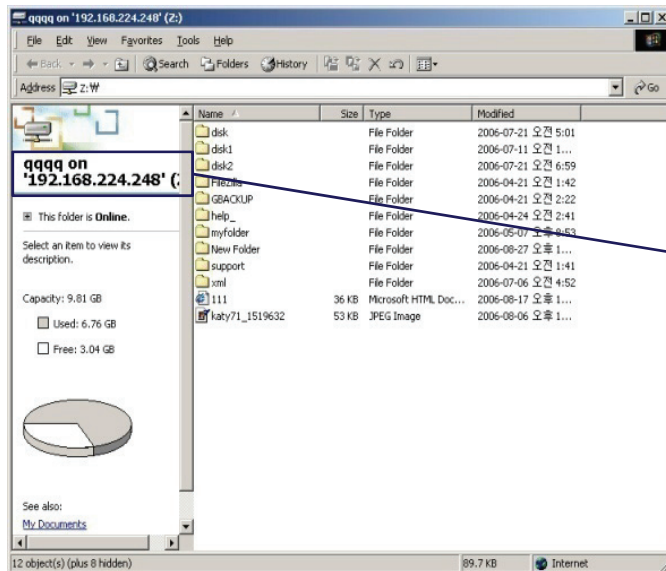 qqqq on '192.168.224.248' (Z:)
File Edit View Favorites Tools Help
Back Search Folders History
Address Z:₩ Go
Name Size Type Modified
qqqq on
'192.168.224.248' (Z
This folder is Online.
Select an item to view its
description.
Capacity: 9.81 GB
Used: 6.76 GB
Free: 3.04 GB
See also:
My Documents
disk File Folder 2006-07-21 오전 5:01
disk1 File Folder 2006-07-11 오전 1...
disk2 File Folder 2006-07-21 오전 6:59
FileZilla File Folder 2006-04-21 오전 1:42
GBACKUP File Folder 2006-04-21 오전 2:22
help_ File Folder 2006-04-24 오전 2:41
myfolder File Folder 2006-05-07 오후 8:53
New Folder File Folder 2006-08-27 오후 1...
support File Folder 2006-04-21 오전 1:41
xml File Folder 2006-07-06 오전 4:52
111 36 KB Microsoft HTML Doc... 2006-08-17 오후 1...
katy71_1519632 53 KB JPEG Image 2006-08-06 오후 1...
12 object(s) (plus 8 hidden) 89.7 KB Internet